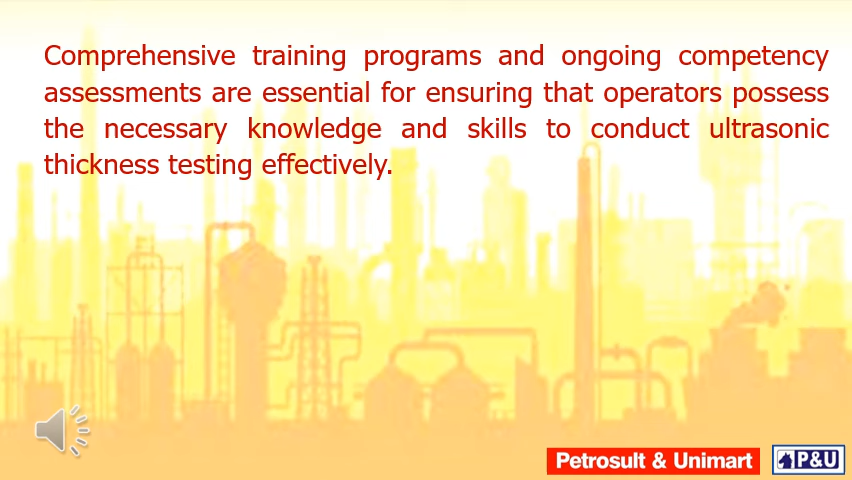 Comprehensive training programs and ongoing competency
assessments are essential for ensuring that operators possess
the necessary knowledge and skills to conduct ultrasonic
thickness testing effectively.
Petrosult & Unimart
P&U